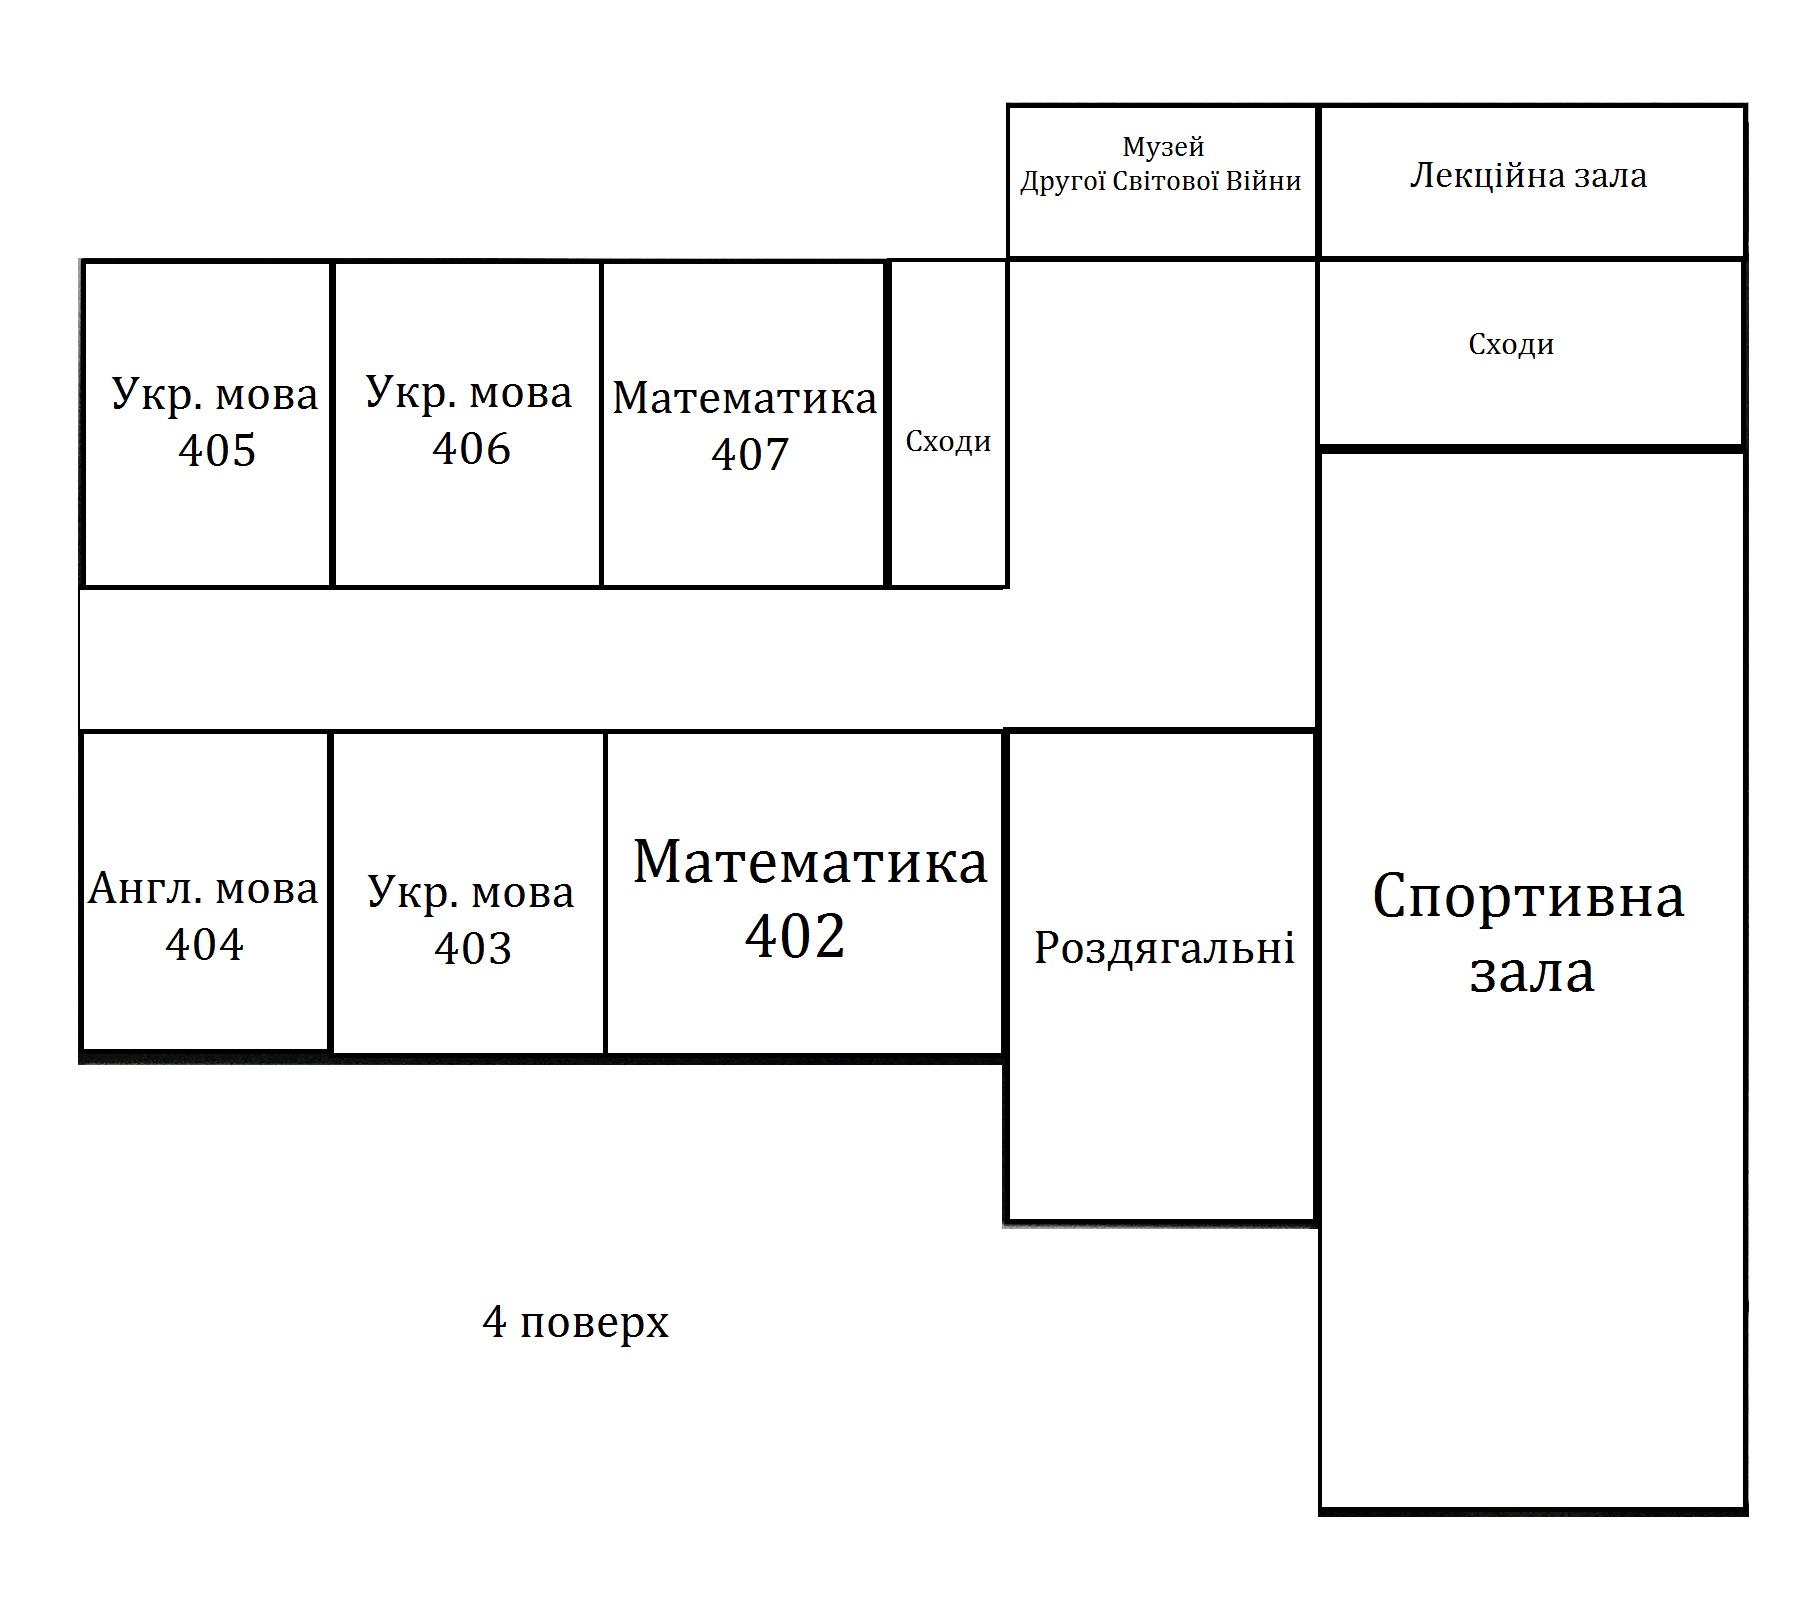 Музей
Другої Світової Війни
Лекційна зала
Сходи
Укр. мова
405
Укр. мова
406
Математика
407
Сходи
Англ. мова
404
Укр. мова
403
Математика
402
Роздягальні
Спортивна
зала
4 поверх